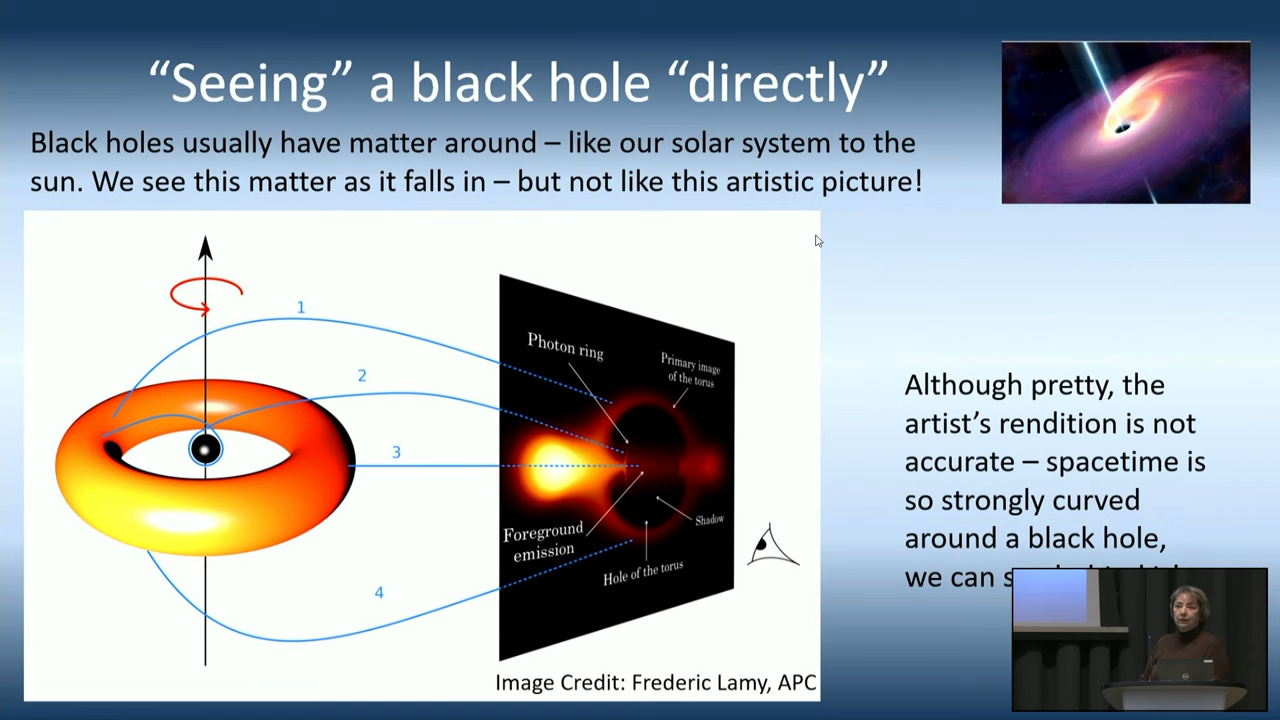 “Seeing” a black hole “directly”
Black holes usually have matter around – like our solar system to the
sun. We see this matter as it falls in – but not like this artistic picture!
1
2
3
4
Photon ring
Primary image
of the torus
Foreground
emission
Shadow
Hole of the torus
Image Credit: Frederic Lamy, APC
Although pretty, the
artist’s rendition is not
accurate – spacetime is
so strongly curved
around a black hole,
we can